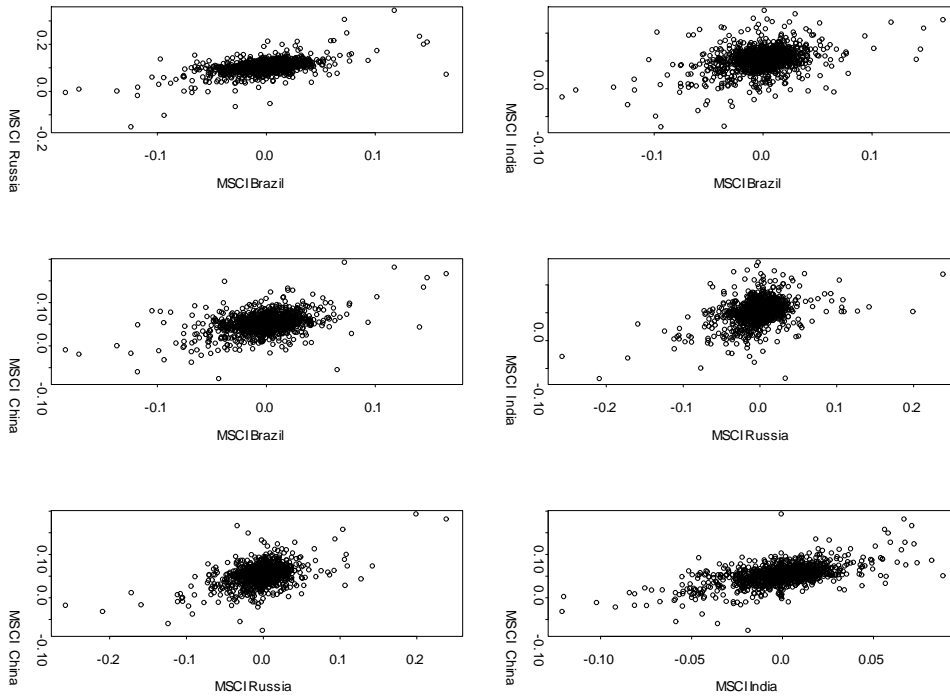 MSCI Russia
-0.2 0.0 0.2
-0.1 0.0 0.1
MSCI Brazil
MSCI India
-0.10 0.0
-0.1 0.0 0.1
MSCI Brazil
MSCI China
-0.10 0.0 0.10
-0.1 0.0 0.1
MSCI Brazil
MSCI India
-0.10 0.0
-0.2 -0.1 0.0 0.1 0.2
MSCI Russia
MSCI China
-0.10 0.0 0.10
-0.2 -0.1 0.0 0.1 0.2
MSCI Russia
MSCI China
-0.10 0.0 0.10
-0.10 -0.05 0.0 0.05
MSCI India